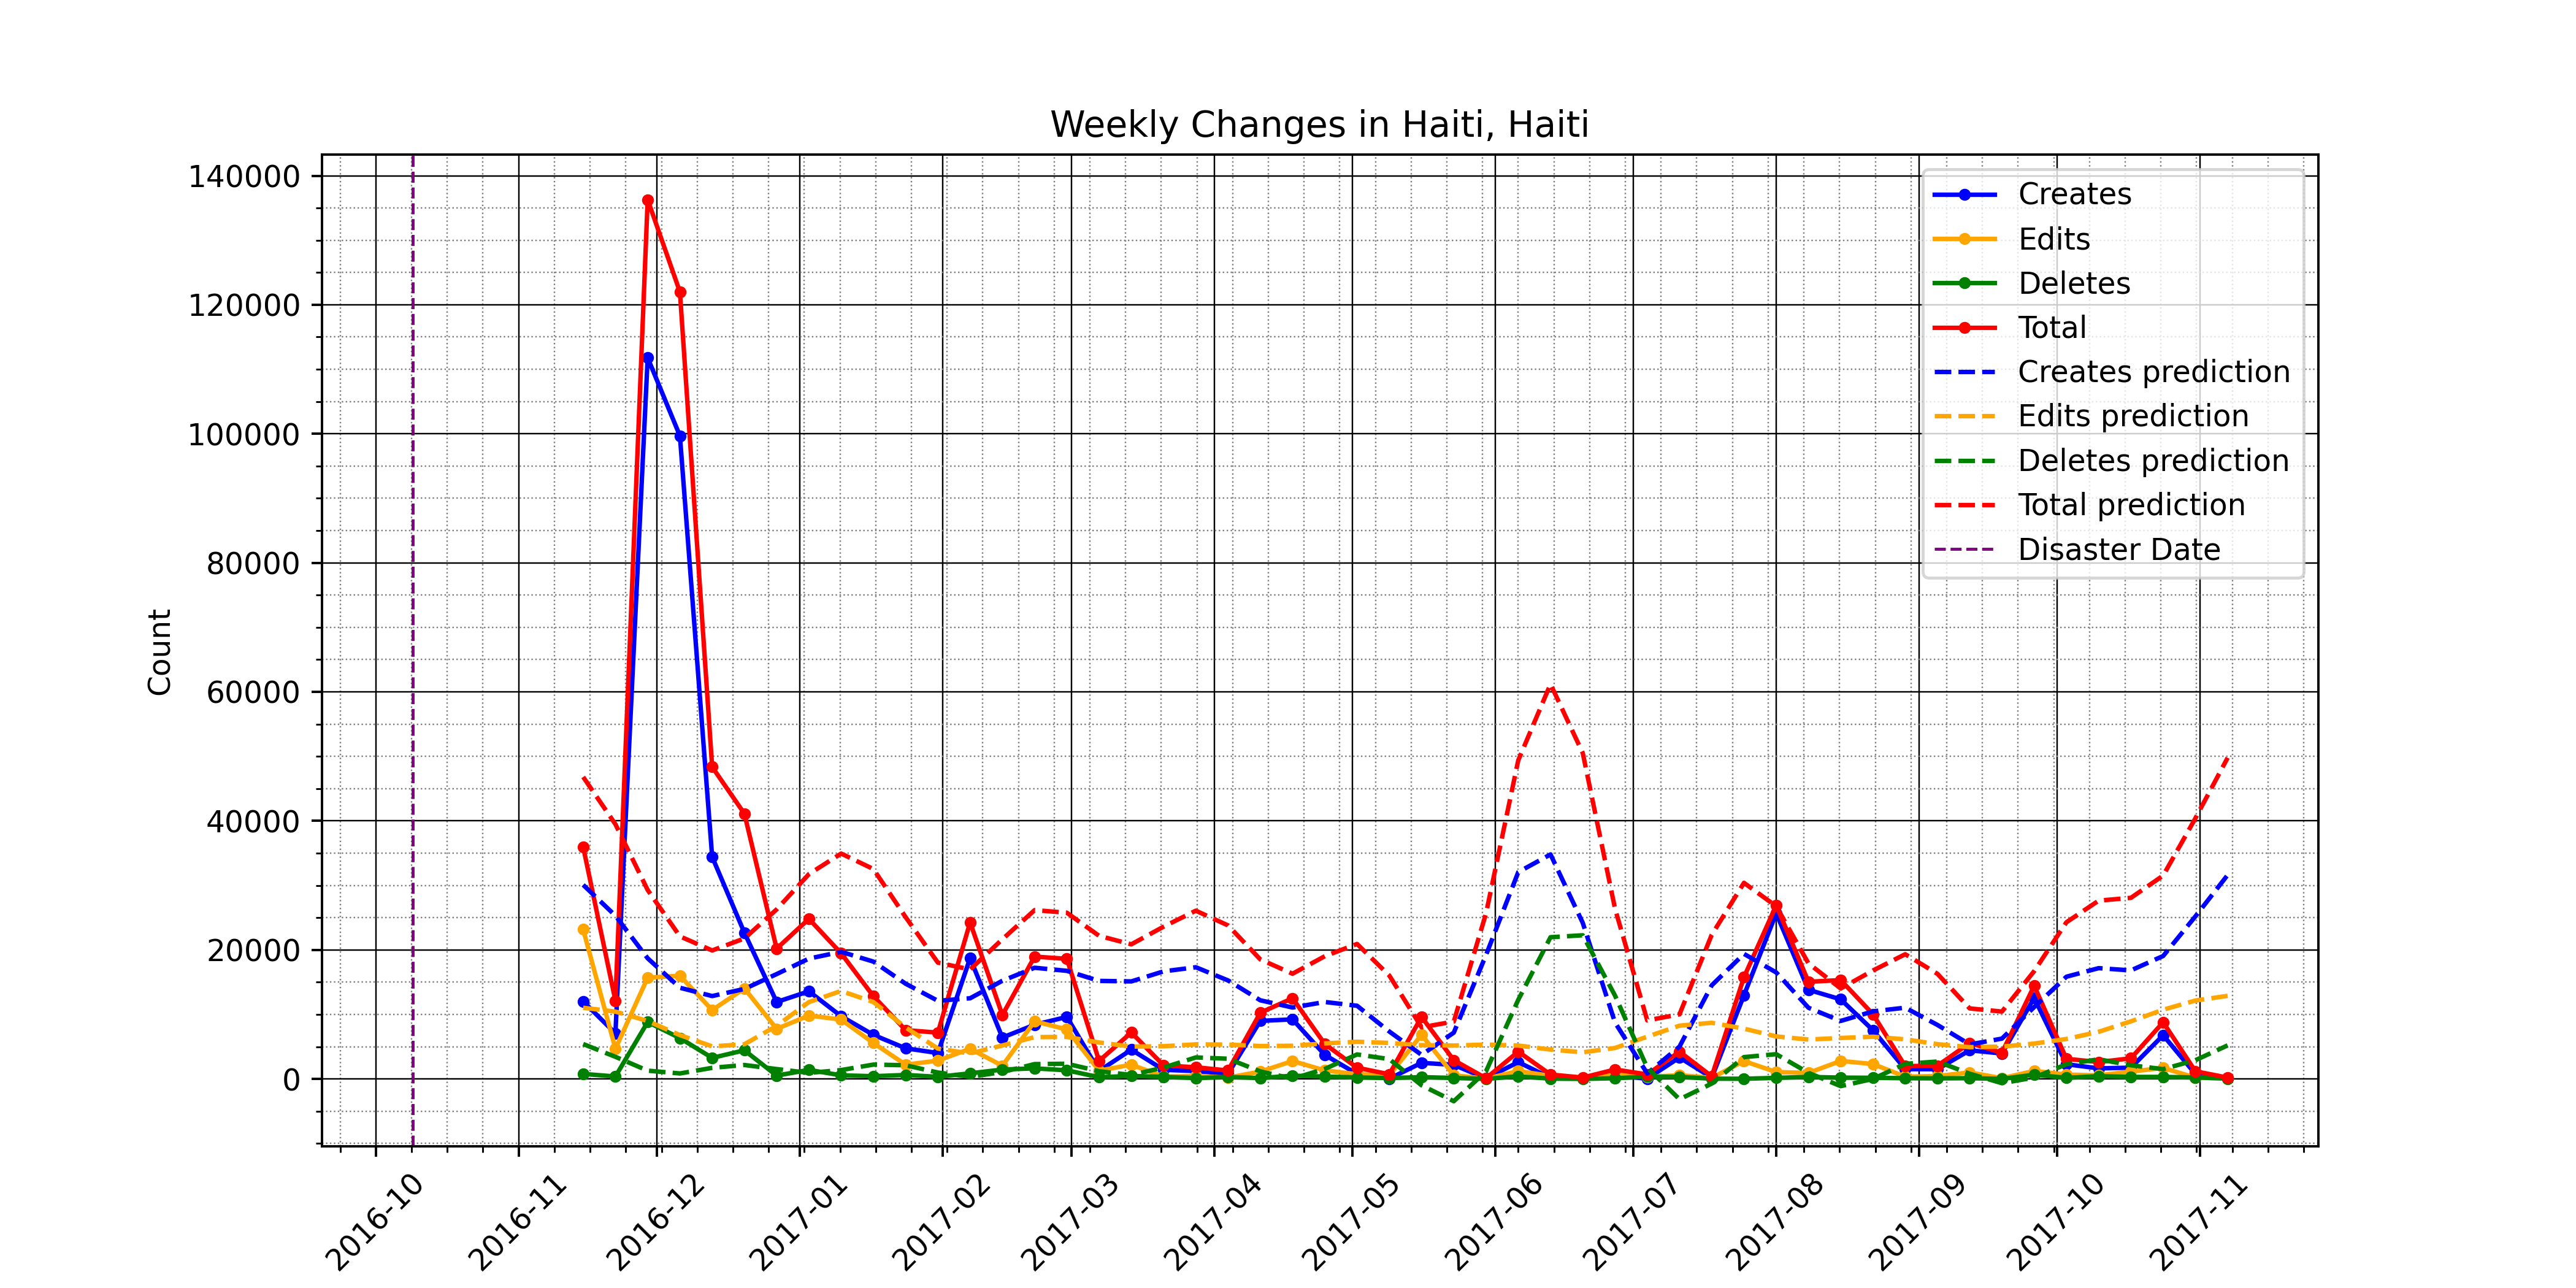 Weekly Changes in Haiti, Haiti
140000
120000
100000
80000
60000
40000
20000
0
Count
Creates
Edits
Deletes
Total
Creates prediction
Edits prediction
Deletes prediction
Total prediction
Disaster Date
2016-10
2016-11
2016-12
2017-01
2017-02
2017-03
2017-04
2017-05
2017-06
2017-07
2017-08
2017-09
2017-10
2017-11